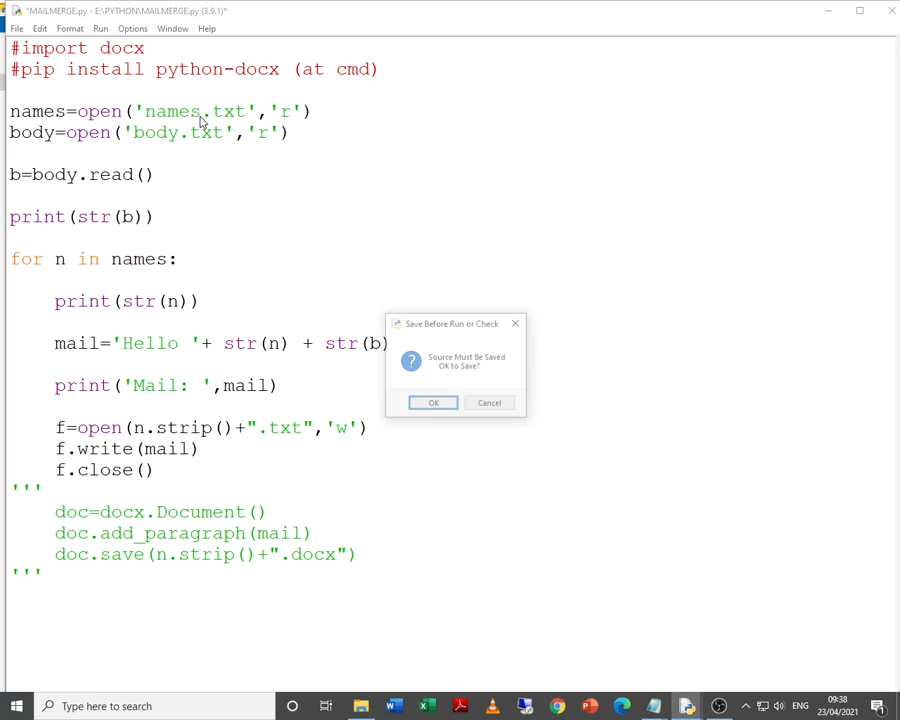 *MAILMERGE.py - E:\PYTHON\MAILMERGE.py (3.9.1)*
File Edit Format Run Options Window Help
#import docx
#pip install python-docx (at cmd)
names=open('names.txt','r')
body=open('body.txt','r')
b=body.read()
print(str(b))
for n in names:
print(str(n))
mail='Hello '+ str(n) + str(b)
print('Mail: ',mail)
f=open(n.strip()+".txt",'w')
f.write(mail)
f.close()
'''
doc=docx.Document()
doc.add_paragraph(mail)
doc.save(n.strip()+".docx")
'''
Save Before Run or Check
Source Must Be Saved
OK to Save?
OK Cancel
Type here to search
ENG
09:38
23/04/2021
1